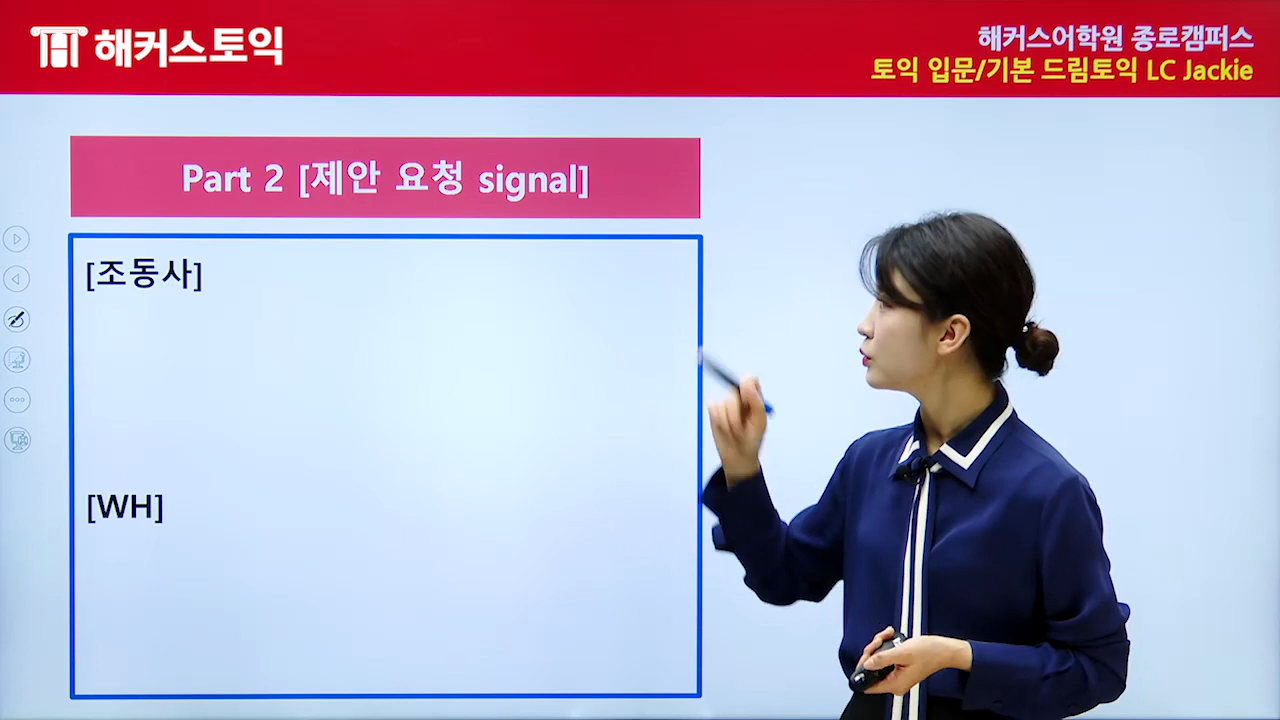 해커스토익
해커스어학원 종로캠퍼스
토익 입문/기본 드림토익 LC Jackie
Part 2 [제안 요청 signal]
[조동사]
[WH]